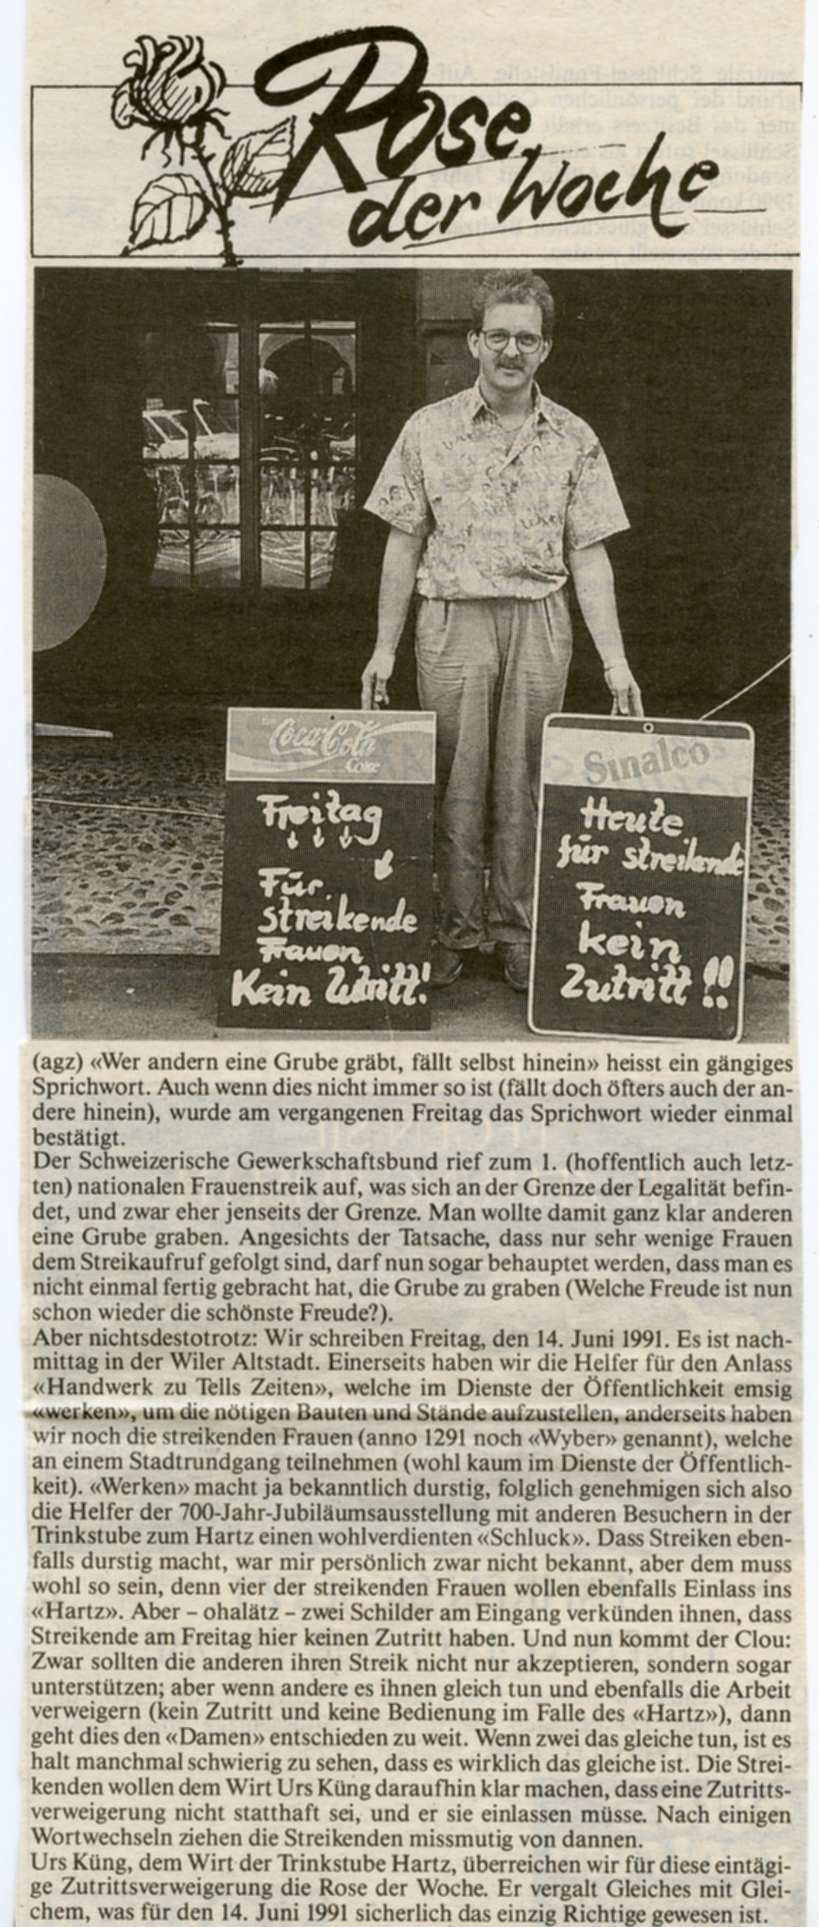 Rose
der Woche
Coca-Cola
Coke
Freitag
Für
streikende
Frauen
Kein Zutritt!
Sinalco
Heute
für streikende
Frauen
kein
Zutritt !!
(agz) «Wer andern eine Grube gräbt, fällt selbst hinein» heisst ein gängiges
Sprichwort. Auch wenn dies nicht immer so ist (fällt doch öfters auch der an-
dere hinein), wurde am vergangenen Freitag das Sprichwort wieder einmal
bestätigt.
Der Schweizerische Gewerkschaftsbund rief zum 1. (hoffentlich auch letz-
ten) nationalen Frauenstreik auf, was sich an der Grenze der Legalität befin-
det, und zwar eher jenseits der Grenze. Man wollte damit ganz klar anderen
eine Grube graben. Angesichts der Tatsache, dass nur sehr wenige Frauen
dem Streikaufruf gefolgt sind, darf nun sogar behauptet werden, dass man es
nicht einmal fertig gebracht hat, die Grube zu graben (Welche Freude ist nun
schon wieder die schönste Freude?).
Aber nichtsdestotrotz: Wir schreiben Freitag, den 14. Juni 1991. Es ist nach-
mittag in der Wiler Altstadt. Einerseits haben wir die Helfer für den Anlass
«Handwerk zu Tells Zeiten», welche im Dienste der Öffentlichkeit emsig
«werken», um die nötigen Bauten und Stände aufzustellen, anderseits haben
wir noch die streikenden Frauen (anno 1291 noch «Wyber» genannt), welche
an einem Stadtrundgang teilnehmen (wohl kaum im Dienste der Öffentlich-
keit). «Werken» macht ja bekanntlich durstig, folglich genehmigen sich also
die Helfer der 700-Jahr-Jubiläumsausstellung mit anderen Besuchern in der
Trinkstube zum Hartz einen wohlverdienten «Schluck». Dass Streiken eben-
falls durstig macht, war mir persönlich zwar nicht bekannt, aber dem muss
wohl so sein, denn vier der streikenden Frauen wollen ebenfalls Einlass ins
«Hartz». Aber – ohalätz – zwei Schilder am Eingang verkünden ihnen, dass
Streikende am Freitag hier keinen Zutritt haben. Und nun kommt der Clou:
Zwar sollten die anderen ihren Streik nicht nur akzeptieren, sondern sogar
unterstützen; aber wenn andere es ihnen gleich tun und ebenfalls die Arbeit
verweigern (kein Zutritt und keine Bedienung im Falle des «Hartz»), dann
geht dies den «Damen» entschieden zu weit. Wenn zwei das gleiche tun, ist es
halt manchmal schwierig zu sehen, dass es wirklich das gleiche ist. Die Strei-
kenden wollen dem Wirt Urs Küng daraufhin klar machen, dass eine Zutritts-
verweigerung nicht statthaft sei, und er sie einlassen müsse. Nach einigen
Wortwechseln ziehen die Streikenden missmutig von dannen.
Urs Küng, dem Wirt der Trinkstube Hartz, überreichen wir für diese eintägi-
ge Zutrittsverweigerung die Rose der Woche. Er vergalt Gleiches mit Glei-
chem, was für den 14. Juni 1991 sicherlich das einzig Richtige gewesen ist.